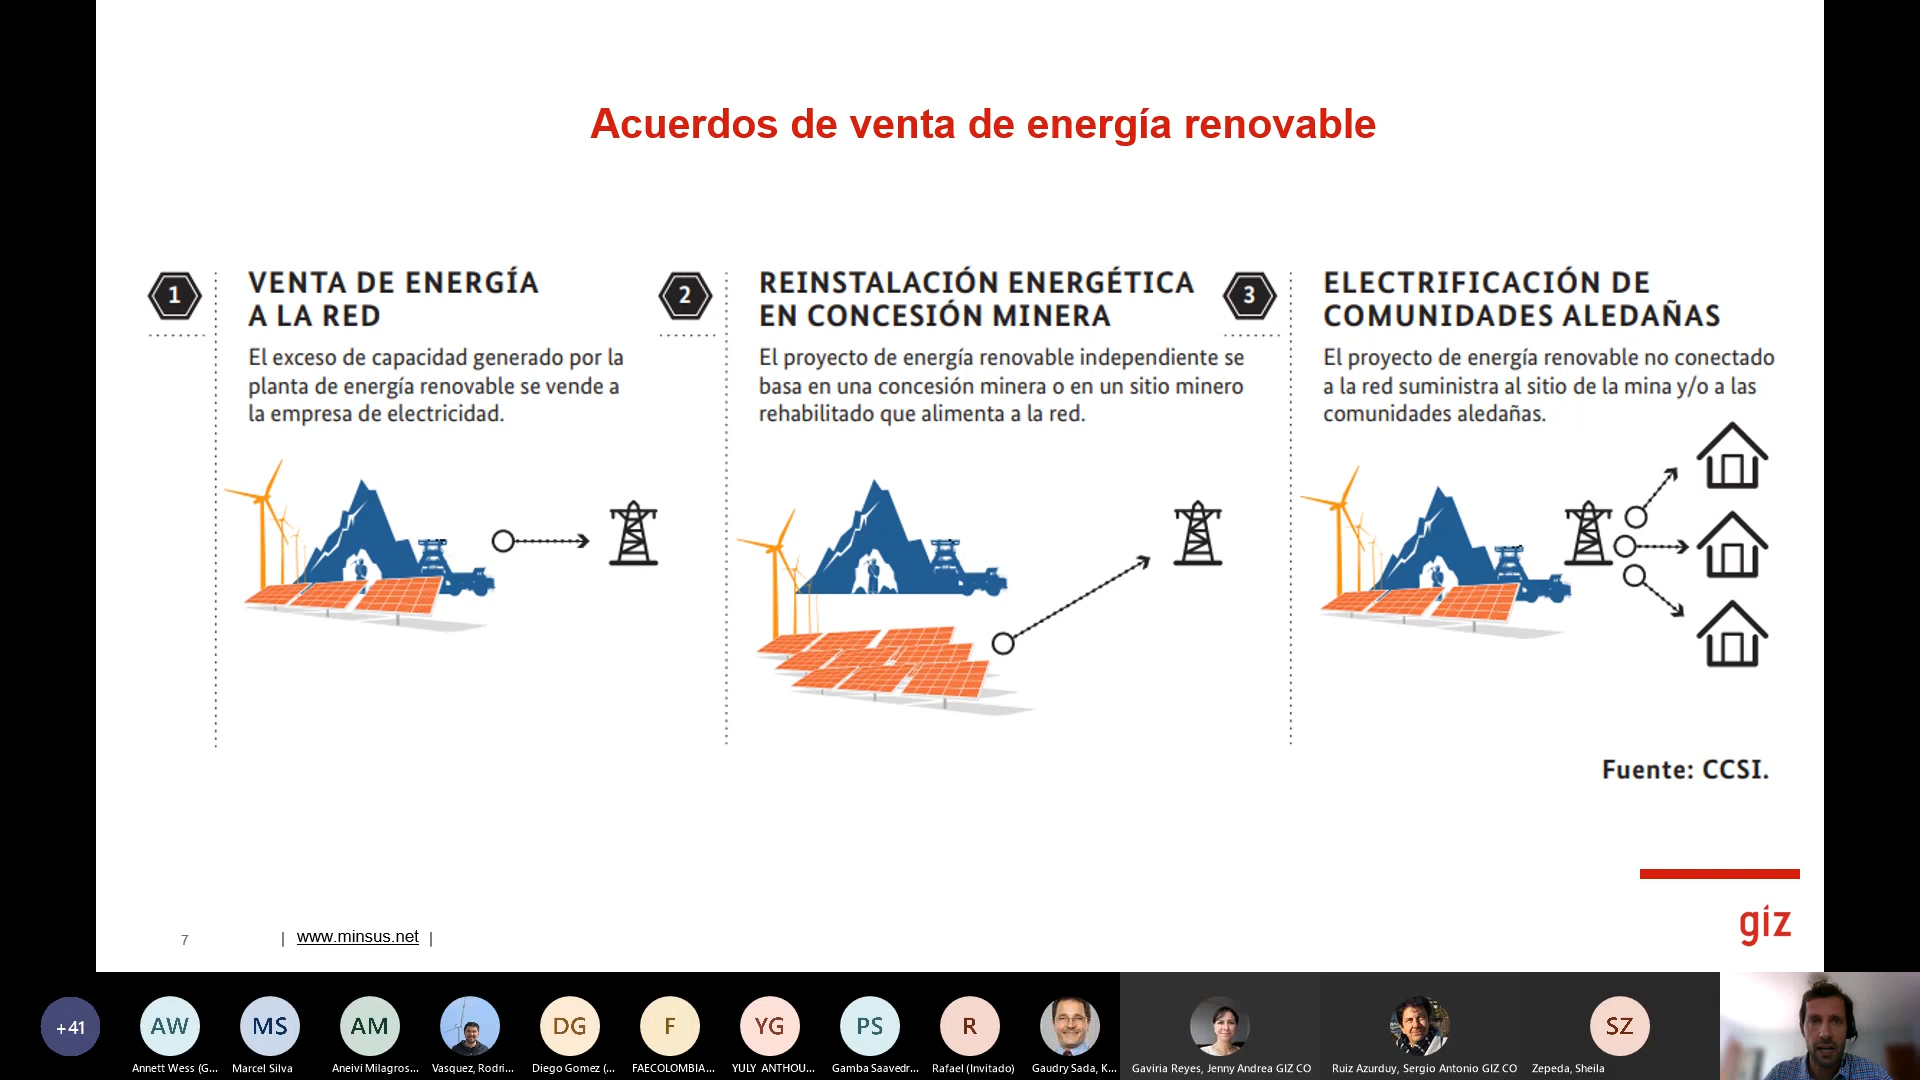 Acuerdos de venta de energía renovable
1
VENTA DE ENERGÍA
A LA RED
El exceso de capacidad generado por la
planta de energía renovable se vende a
la empresa de electricidad.
2
REINSTALACIÓN ENERGÉTICA
EN CONCESIÓN MINERA
El proyecto de energía renovable independiente se
basa en una concesión minera o en un sitio minero
rehabilitado que alimenta a la red.
3
ELECTRIFICACIÓN DE
COMUNIDADES ALEDAÑAS
El proyecto de energía renovable no conectado
a la red suministra al sitio de la mina y/o a las
comunidades aledañas.
Fuente: CCSI.
giz
7 | www.minsus.net |
+41
AW
MS
AM
DG
F
YG
PS
R
SZ
Annett Wess (G...
Marcel Silva
Aneivi Milagros...
Vasquez, Rodri...
Diego Gomez (...
FAECOLOMBIA...
YULY ANTHOU...
Gamba Saavedr...
Rafael (Invitado)
Gaudry Sada, K...
Gaviria Reyes, Jenny Andrea GIZ CO
Ruiz Azurduy, Sergio Antonio GIZ CO
Zepeda, Sheila